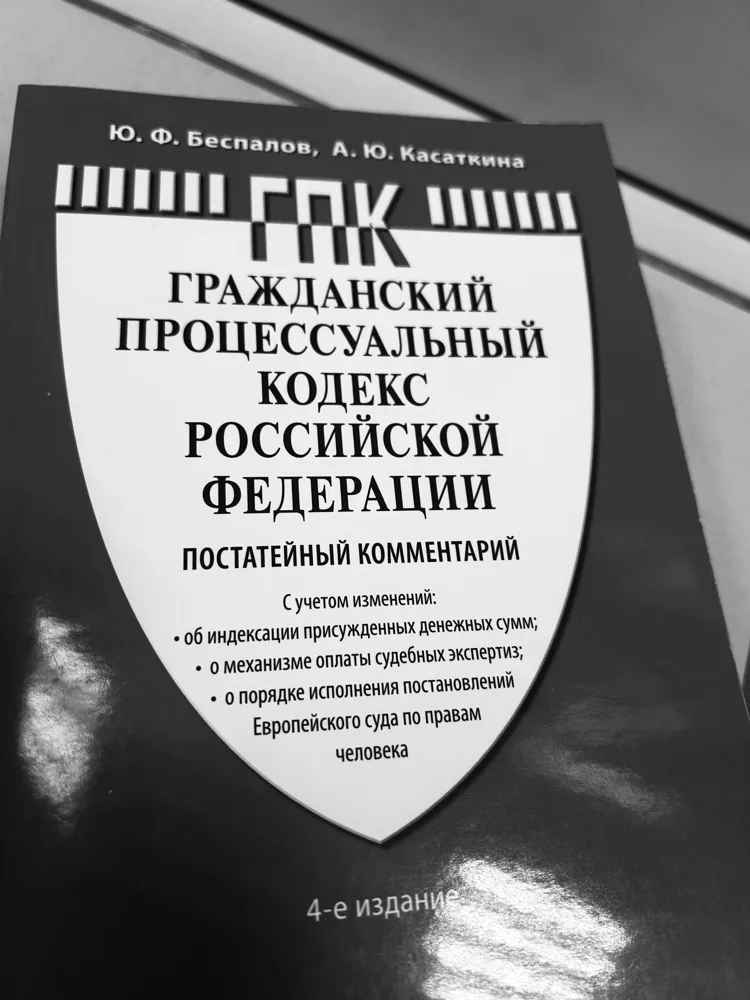 Ю. Ф. Беспалов, А. Ю. Касаткина
ГПК
ГРАЖДАНСКИЙ
ПРОЦЕССУАЛЬНЫЙ
КОДЕКС
РОССИЙСКОЙ
ФЕДЕРАЦИИ
ПОСТАТЕЙНЫЙ КОММЕНТАРИЙ
С учетом изменений:
• об индексации присужденных денежных сумм;
• о механизме оплаты судебных экспертиз;
• о порядке исполнения постановлений
Европейского суда по правам
человека
4-е издание